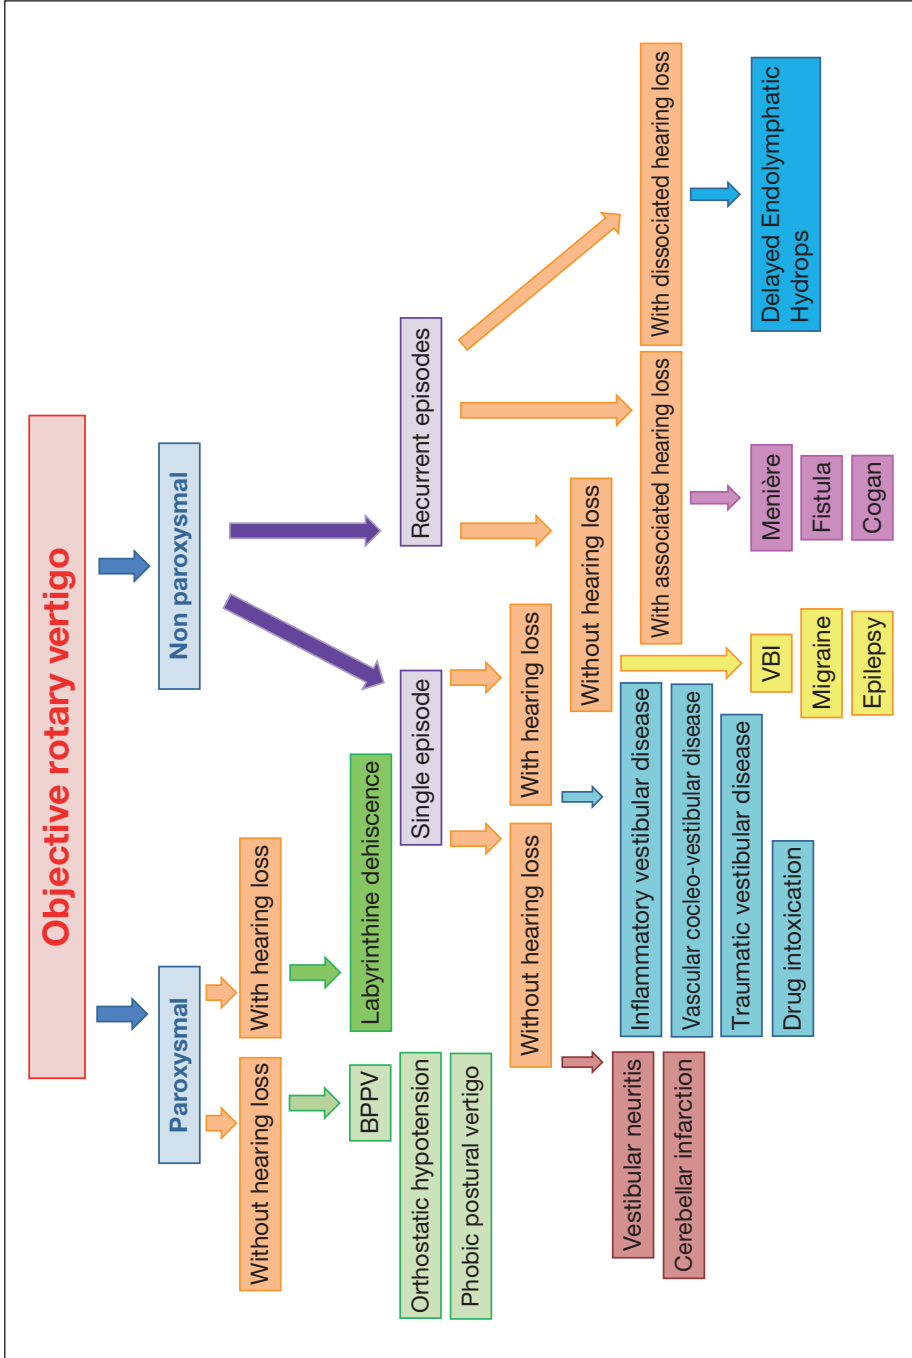 Objective rotary vertigo
Paroxysmal
Non paroxysmal
Without hearing loss
With hearing loss
BPPV
Orthostatic hypotension
Phobic postural vertigo
Labyrinthine dehiscence
Single episode
Recurrent episodes
Without hearing loss
With hearing loss
Without hearing loss
With associated hearing loss
With dissociated hearing loss
Vestibular neuritis
Cerebellar infarction
Inflammatory vestibular disease
Vascular cocleo-vestibular disease
Traumatic vestibular disease
Drug intoxication
VBI
Migraine
Epilepsy
Menière
Fistula
Cogan
Delayed Endolymphatic
Hydrops